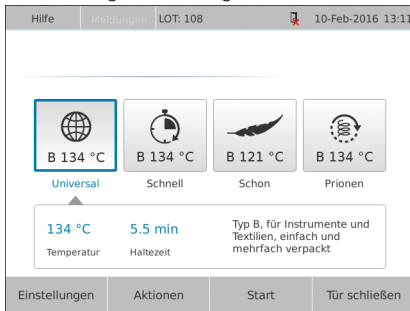 Hilfe Meldungen LOT: 108 10-Feb-2016 13:11
B 134 °C B 134 °C B 121 °C B 134 °C
Universal Schnell Schon Prionen
134 °C 5.5 min
Temperatur Haltezeit
Typ B, für Instrumente und
Textilien, einfach und
mehrfach verpackt
Einstellungen Aktionen Start Tür schließen